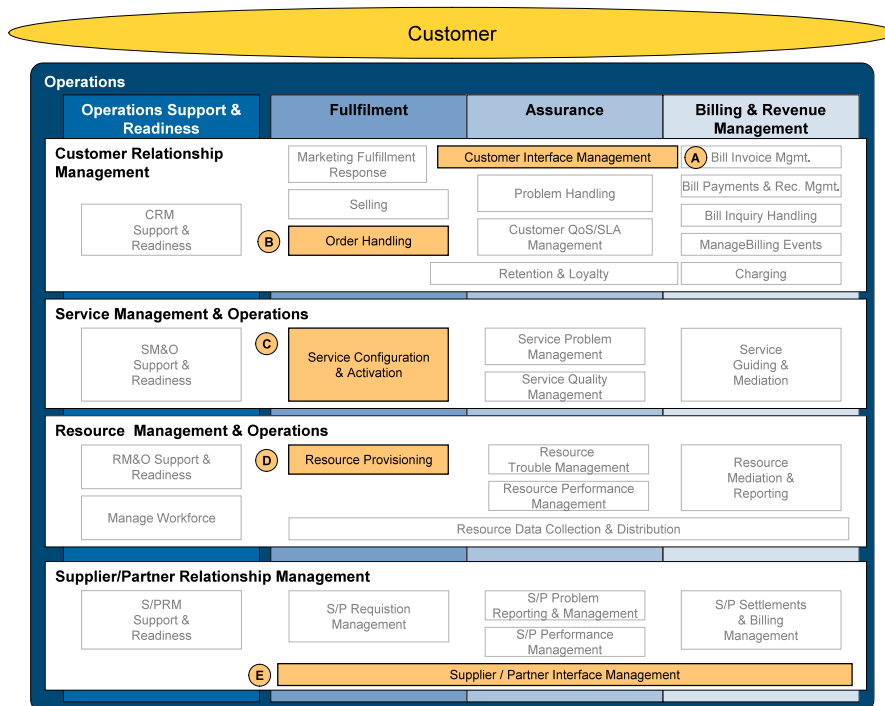 Customer
Operations
Operations Support &
Readiness
Fullfilment
Assurance
Billing & Revenue
Management
Customer Relationship
Management
Marketing Fulfillment
Response
Customer Interface Management
A
Bill Invoice Mgmt.
Problem Handling
Bill Payments & Rec. Mgmt.
Selling
CRM
Support &
Readiness
Bill Inquiry Handling
B
Order Handling
Customer QoS/SLA
Management
ManageBilling Events
Retention & Loyalty
Charging
Service Management & Operations
SM&O
Support &
Readiness
C
Service Configuration
& Activation
Service Problem
Management
Service Quality
Management
Service
Guiding &
Mediation
Resource Management & Operations
RM&O Support &
Readiness
D
Resource Provisioning
Resource
Trouble Management
Resource Performance
Management
Resource
Mediation &
Reporting
Manage Workforce
Resource Data Collection & Distribution
Supplier/Partner Relationship Management
S/PRM
Support &
Readiness
S/P Requistion
Management
S/P Problem
Reporting & Management
S/P Performance
Management
S/P Settlements
& Billing
Management
E
Supplier / Partner Interface Management